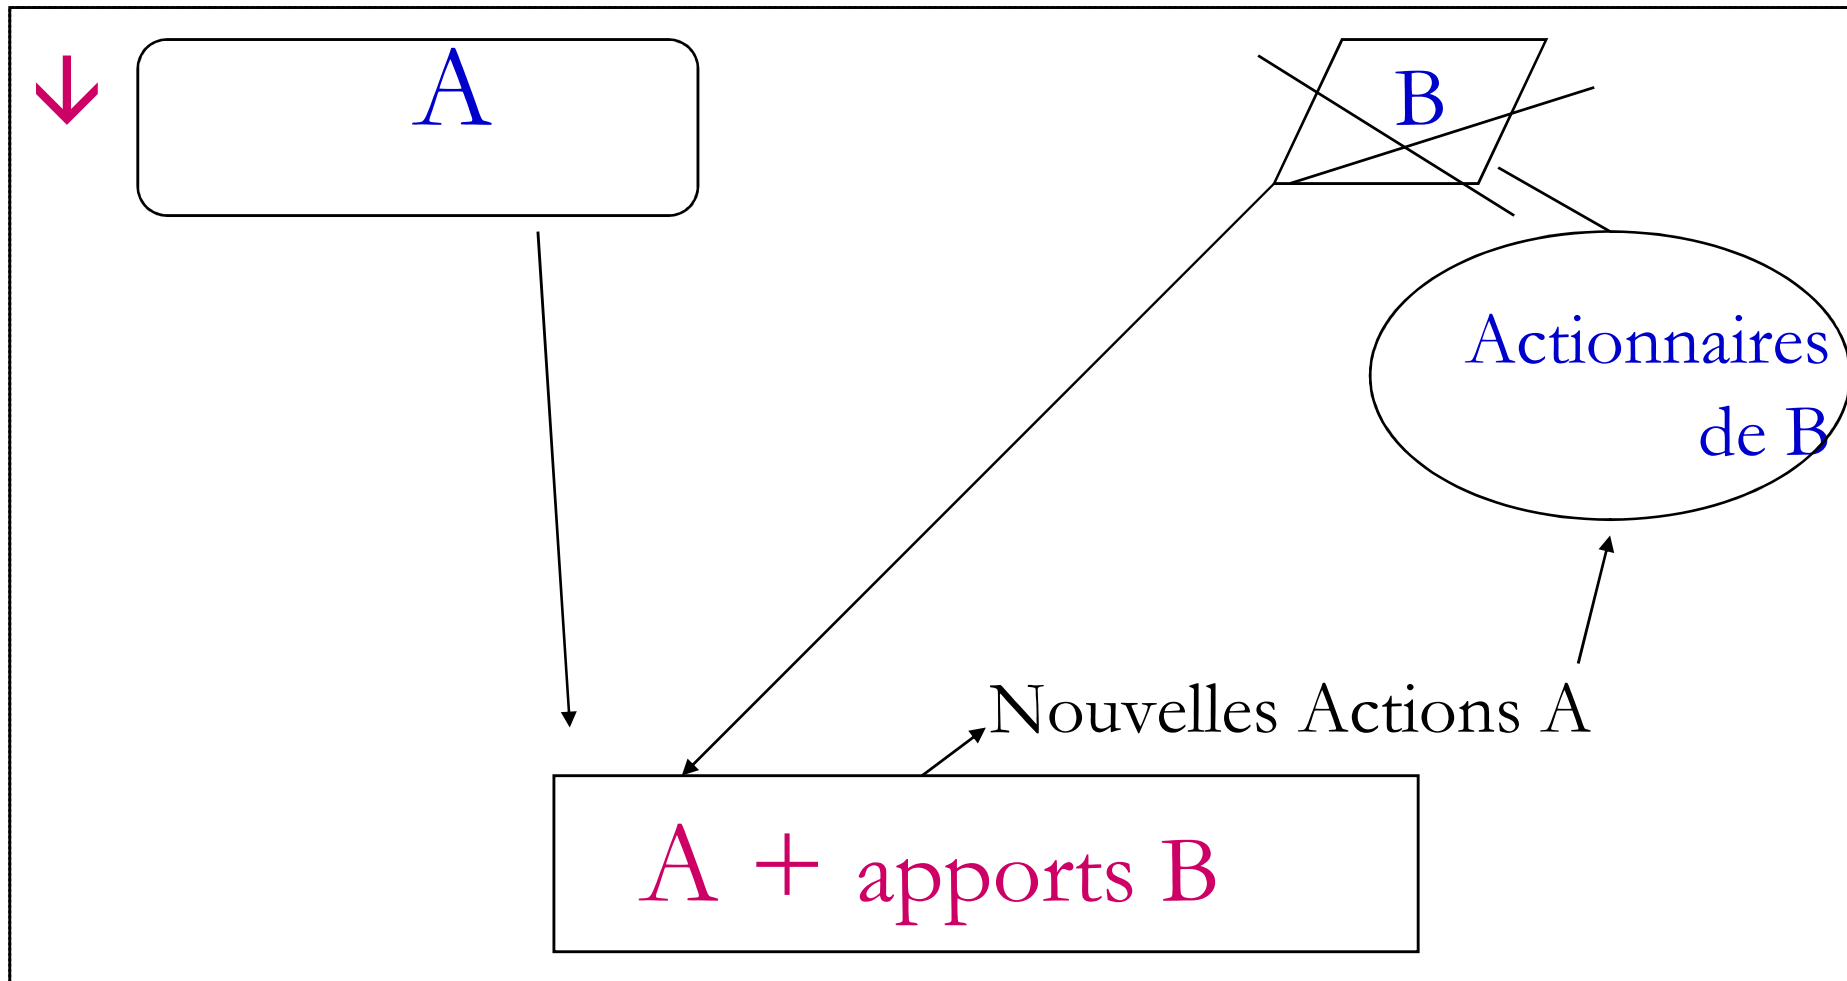 A
B
Actionnaires
de B
Nouvelles Actions A
A + apports B